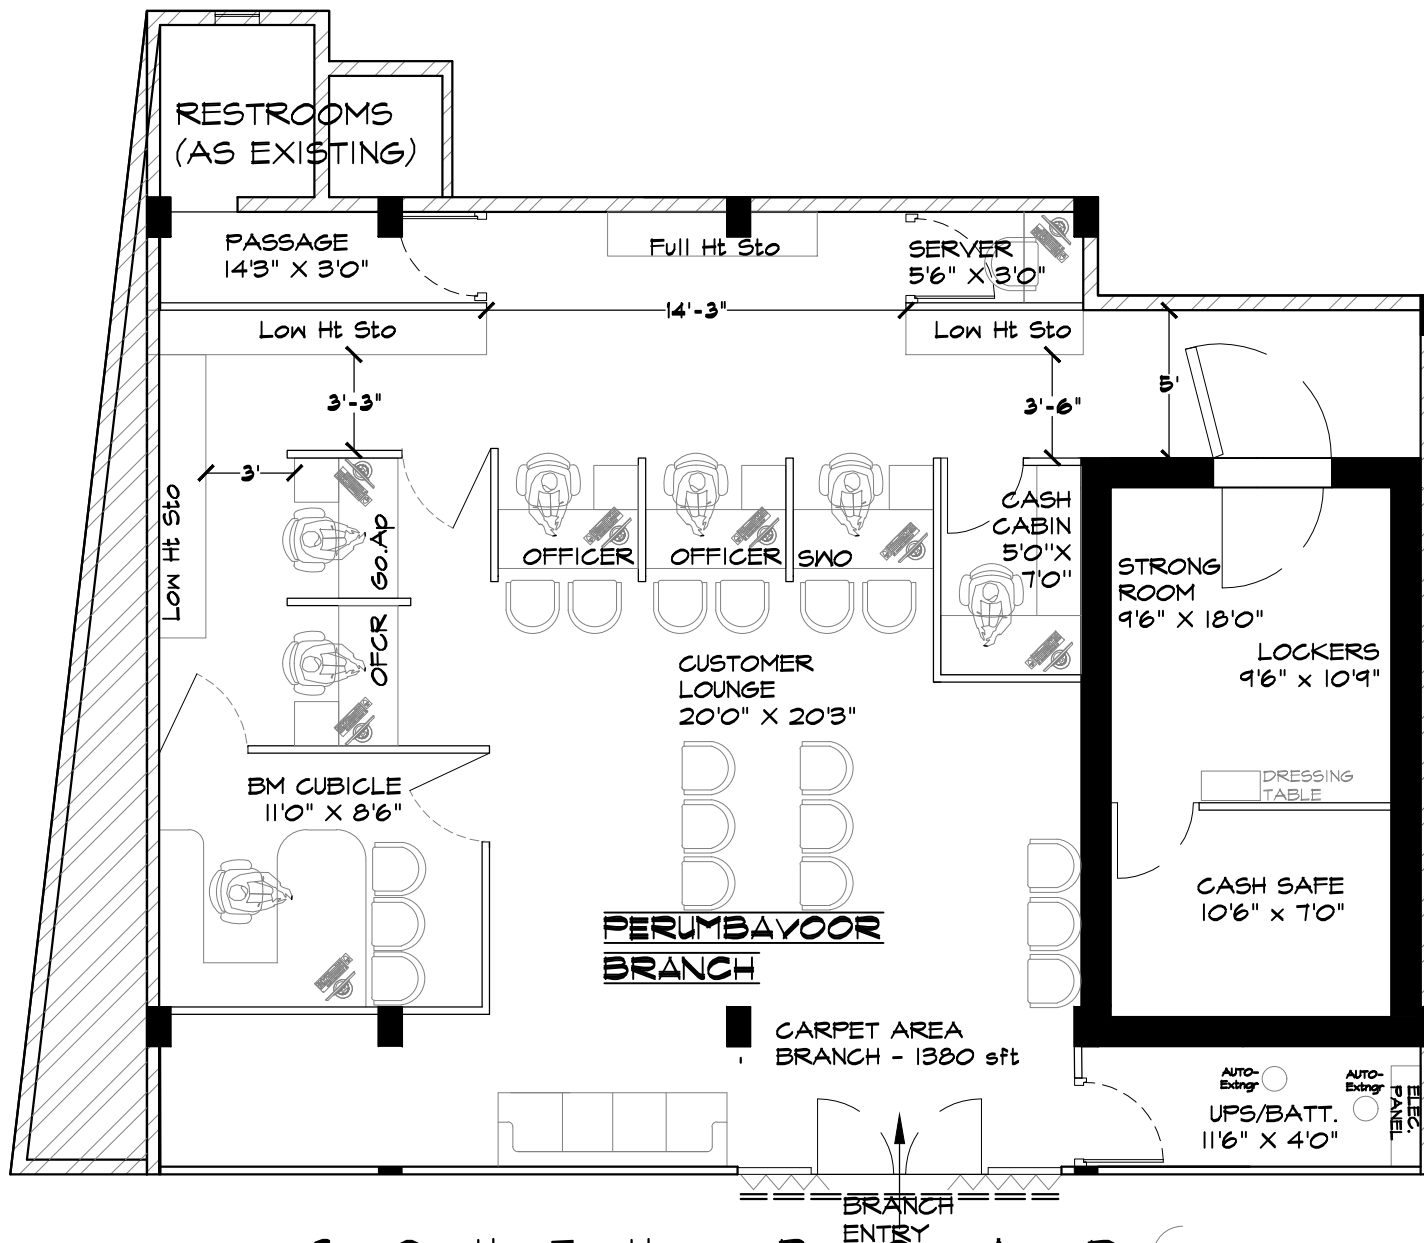 RESTROOMS
(AS EXISTING)
PASSAGE
14'3" X 3'0"
Full Ht Sto
SERVER
5'6" X 3'0"
14'-3"
Low Ht Sto
Low Ht Sto
3'-3"
3'-6"
5'
3'
Low Ht Sto
Go.Ap
OFCR
OFFICER
OFFICER
SWO
CASH
CABIN
5'0"X
7'0"
STRONG
ROOM
9'6" X 18'0"
LOCKERS
9'6" x 10'9"
CUSTOMER
LOUNGE
20'0" X 20'3"
BM CUBICLE
11'0" X 8'6"
DRESSING
TABLE
CASH SAFE
10'6" x 7'0"
PERUMBAVOOR
BRANCH
CARPET AREA
BRANCH - 1380 sft
AUTO-
Extngr
AUTO-
Extngr
UPS/BATT.
11'6" X 4'0"
ELEC.
PANEL
BRANCH
ENTRY